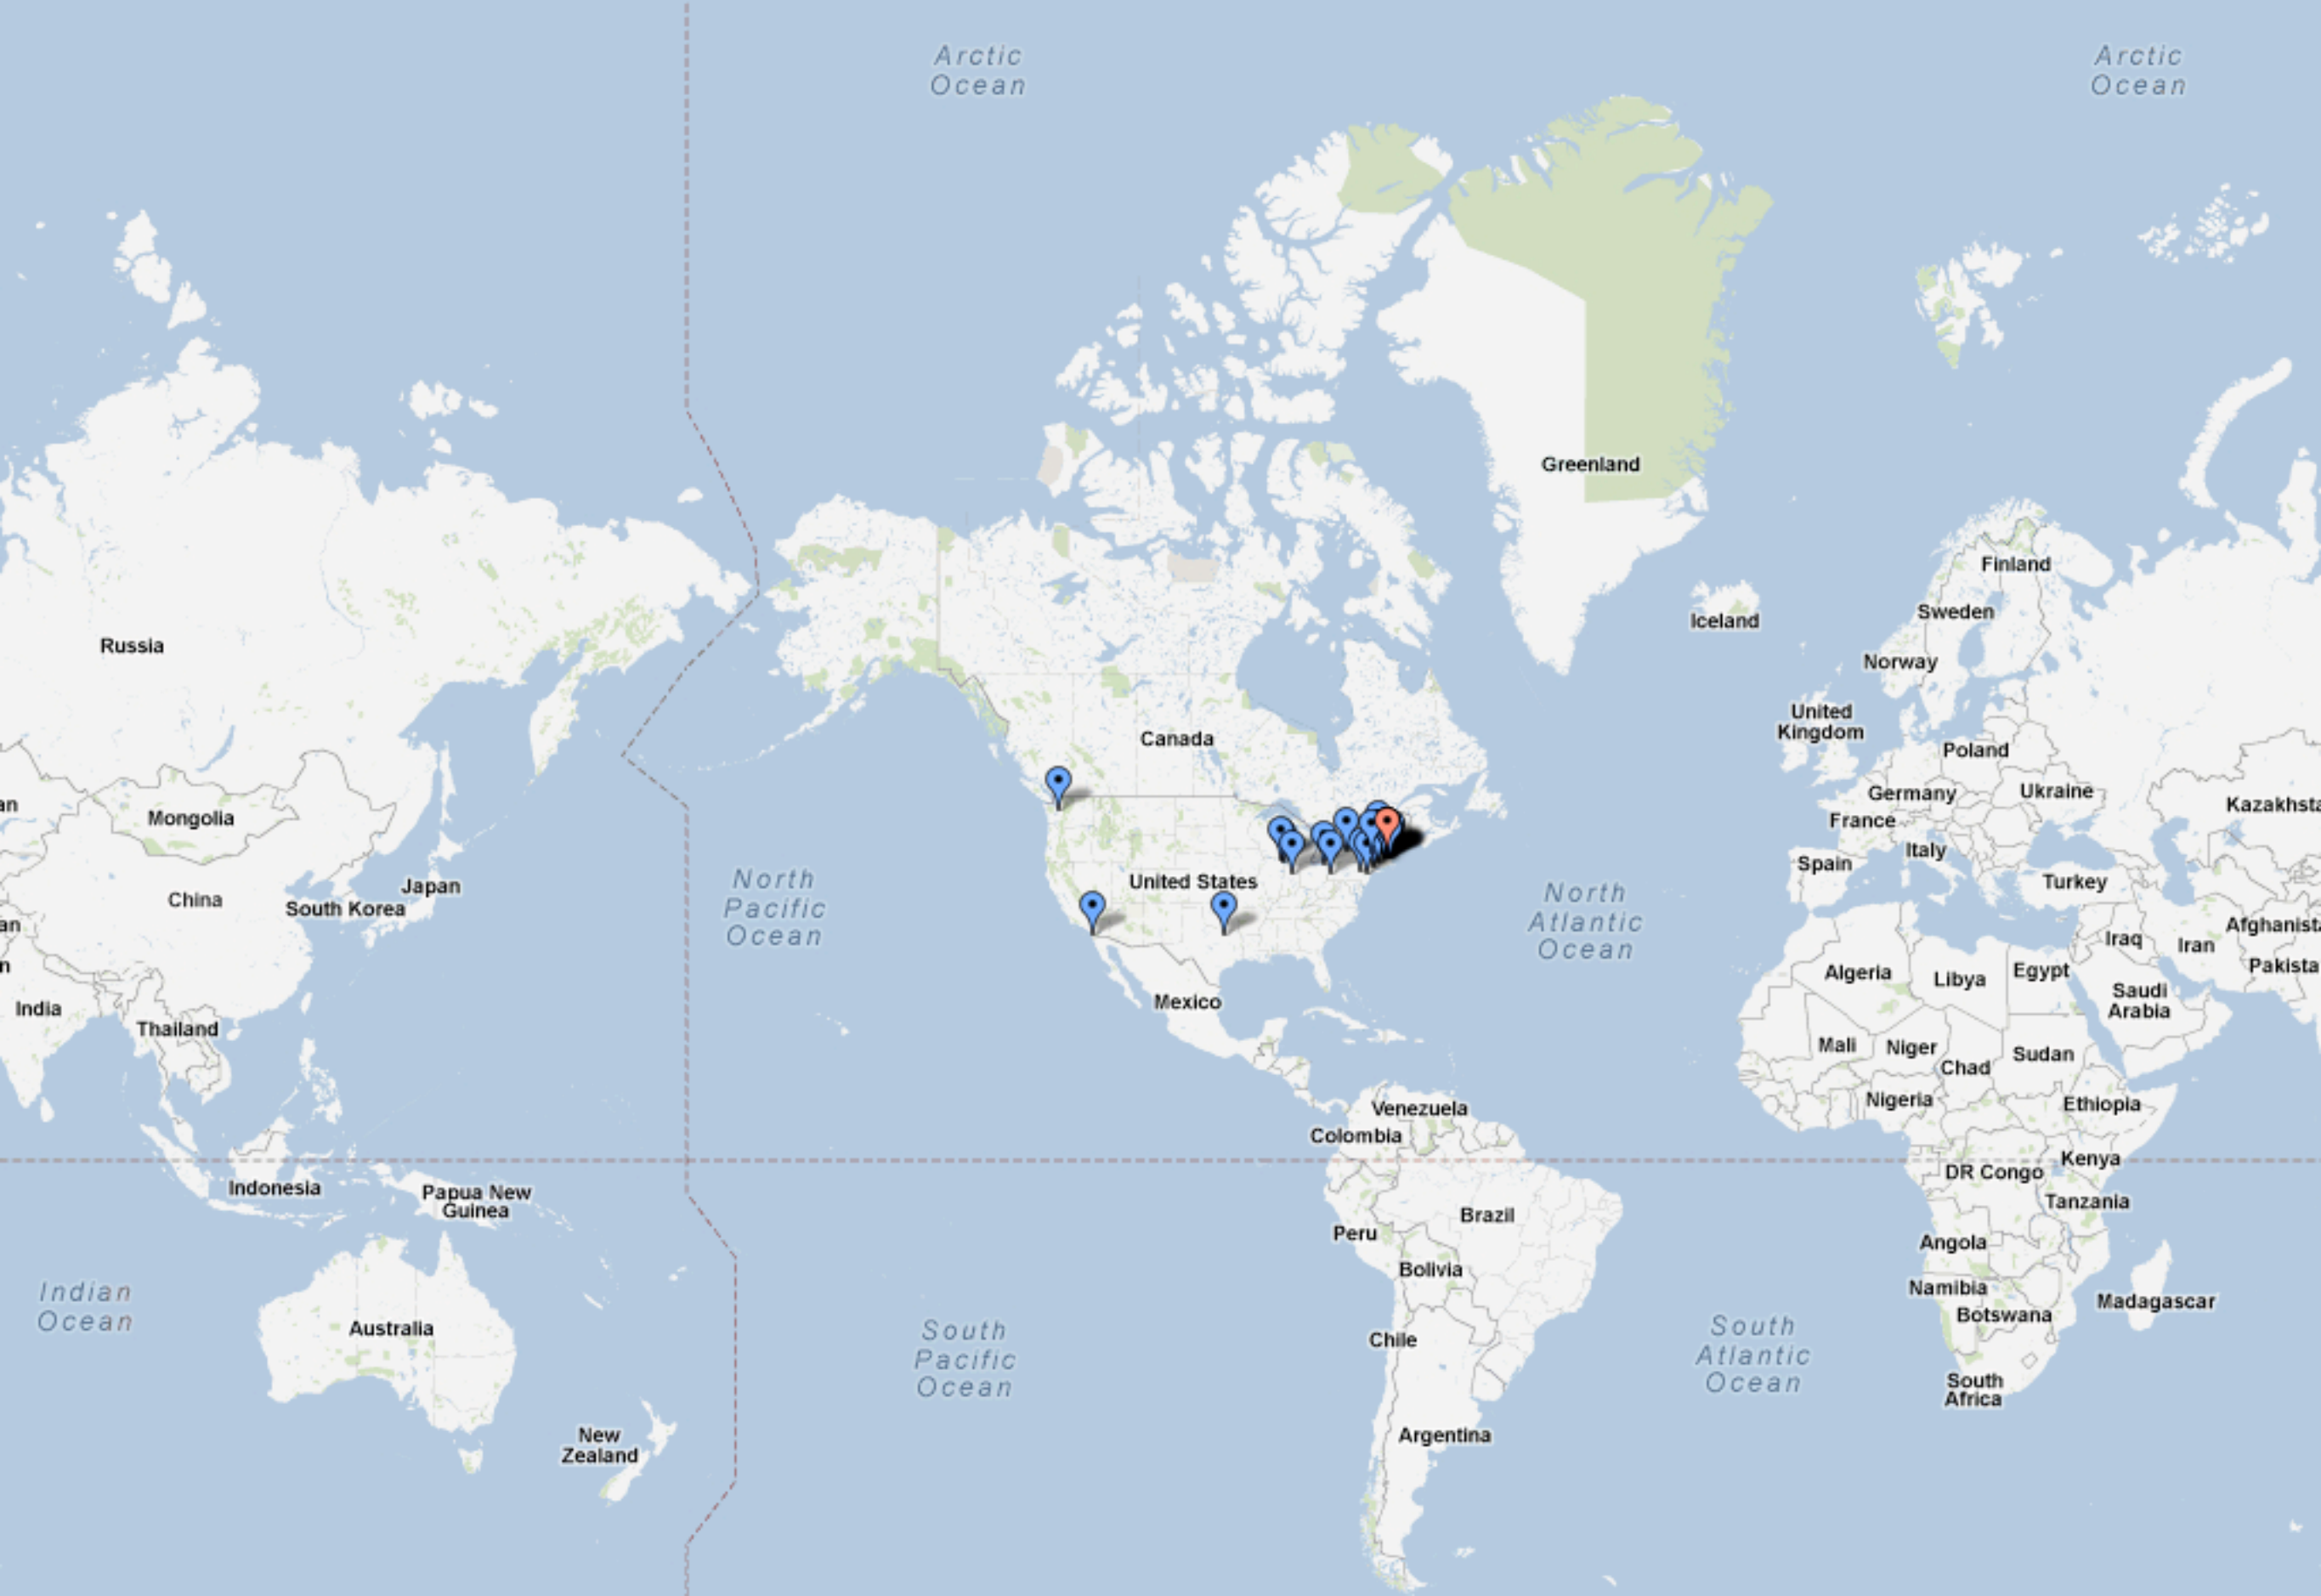 Arctic
Ocean
Arctic
Ocean
Greenland
Finland
Iceland
Sweden
Russia
Norway
United
Kingdom
Canada
Poland
Germany
Ukraine
Kazakhsta
an
Mongolia
France
Italy
Spain
United States
Turkey
Japan
China
South Korea
North
Pacific
Ocean
North
Atlantic
Ocean
Afghanista
an
Iraq
Iran
Pakista
n
Algeria
Libya
Egypt
Saudi
Arabia
Mexico
India
Thailand
Mali
Niger
Chad
Sudan
Nigeria
Ethiopia
Venezuela
Colombia
Kenya
DR Congo
Indonesia
Papua New
Guinea
Tanzania
Brazil
Peru
Angola
Bolivia
Namibia
Madagascar
Botswana
Indian
Ocean
Australia
South
Pacific
Ocean
Chile
South
Atlantic
Ocean
South
Africa
New
Zealand
Argentina